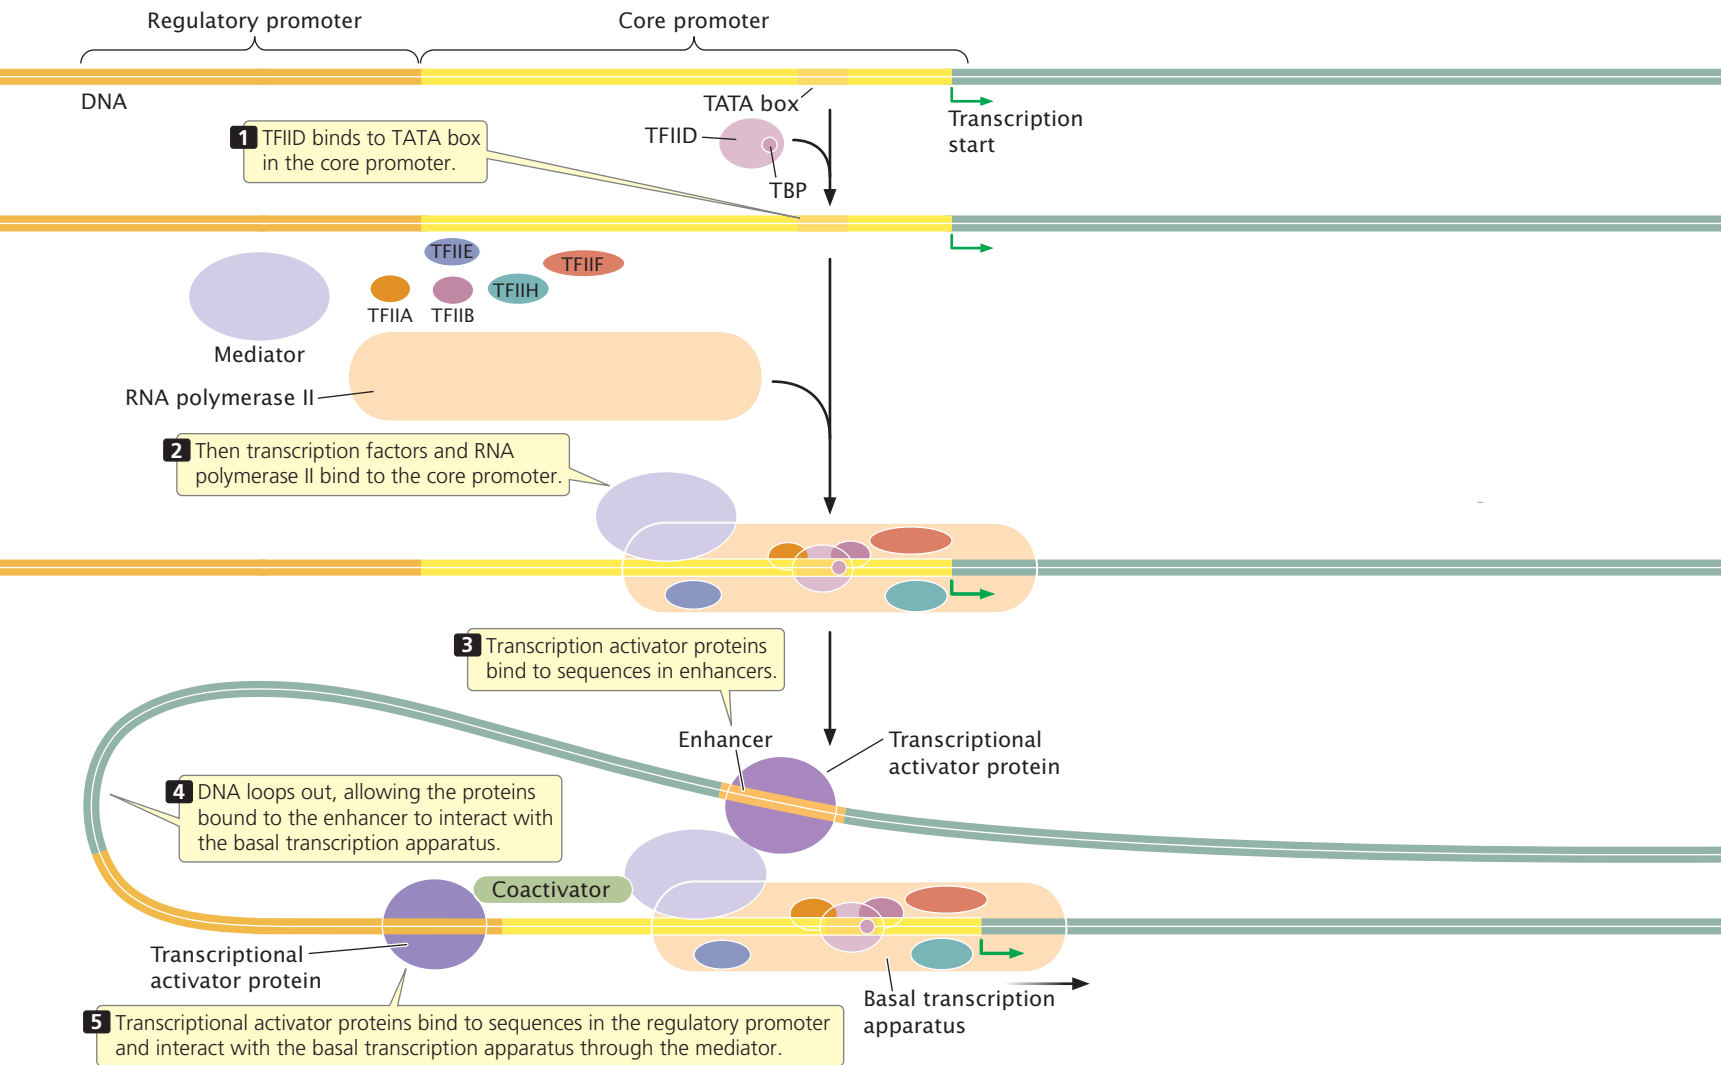 Regulatory promoter
Core promoter
DNA
TATA box
Transcription
start
1 TFIID binds to TATA box
in the core promoter.
TFIID
TBP
TFIIE
TFIIF
TFIIH
TFIIA
TFIIB
Mediator
RNA polymerase II
2 Then transcription factors and RNA
polymerase II bind to the core promoter.
3 Transcription activator proteins
bind to sequences in enhancers.
Enhancer
Transcriptional
activator protein
4 DNA loops out, allowing the proteins
bound to the enhancer to interact with
the basal transcription apparatus.
Coactivator
Transcriptional
activator protein
Basal transcription
apparatus
5 Transcriptional activator proteins bind to sequences in the regulatory promoter
and interact with the basal transcription apparatus through the mediator.